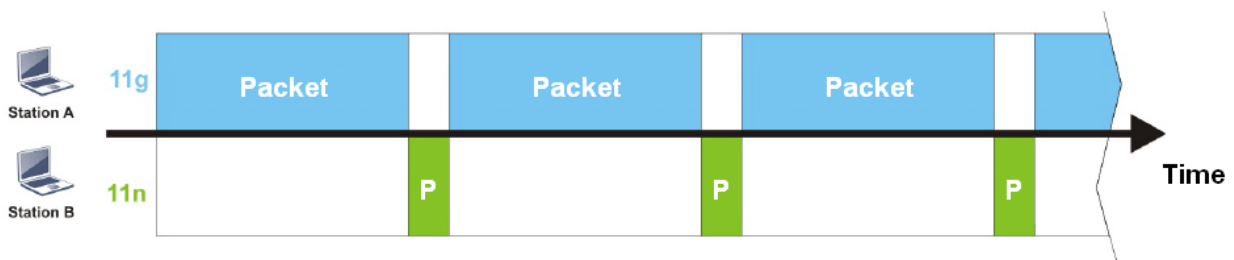 Station A
11g
Packet
Packet
Packet
Station B
11n
P
P
P
Time